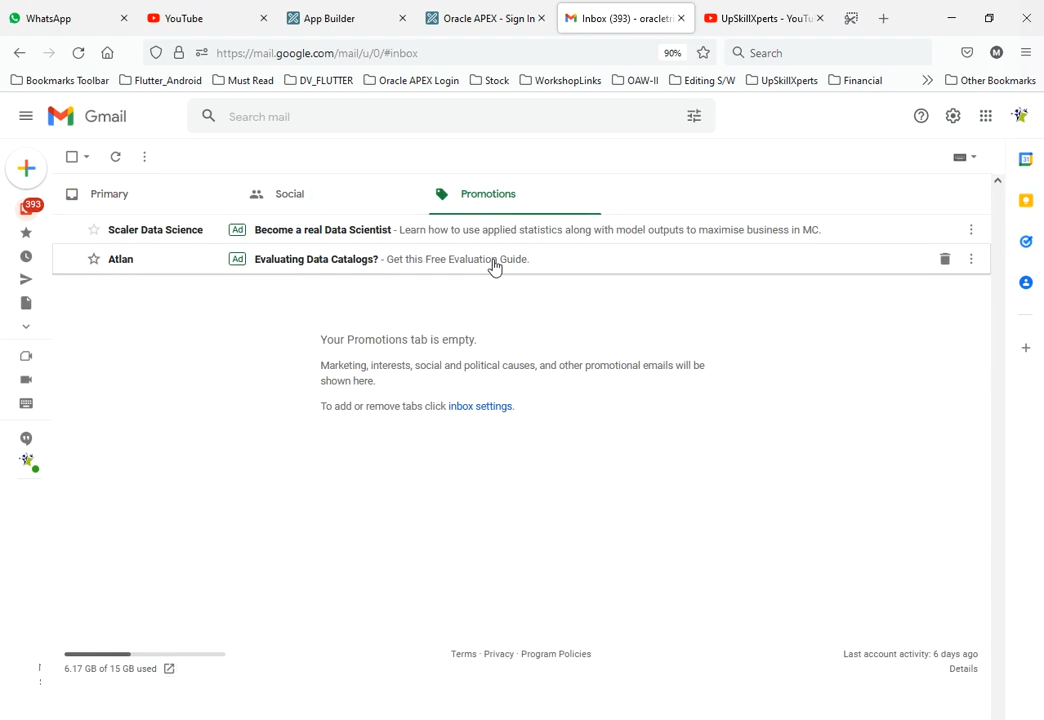 WhatsApp YouTube App Builder Oracle APEX - Sign In Inbox (393) - oracletri UpSkillXperts - YouTu
https://mail.google.com/mail/u/0/#inbox 90% Search
Bookmarks Toolbar Flutter_Android Must Read DV_FLUTTER Oracle APEX Login Stock WorkshopLinks OAW-II Editing S/W UpSkillXperts Financial Other Bookmarks
Gmail Search mail
Primary Social Promotions
393
Scaler Data Science Ad Become a real Data Scientist - Learn how to use applied statistics along with model outputs to maximise business in MC.
Atlan Ad Evaluating Data Catalogs? - Get this Free Evaluation Guide.
Your Promotions tab is empty.
Marketing, interests, social and political causes, and other promotional emails will be
shown here.
To add or remove tabs click inbox settings.
Terms · Privacy · Program Policies
Last account activity: 6 days ago
6.17 GB of 15 GB used
Details